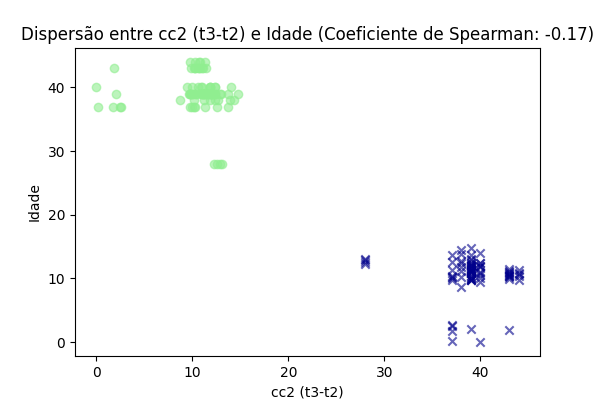 Dispersão entre cc2 (t3-t2) e Idade (Coeficiente de Spearman: -0.17)
40
30
20
10
0
Idade
0 10 20 30 40
cc2 (t3-t2)